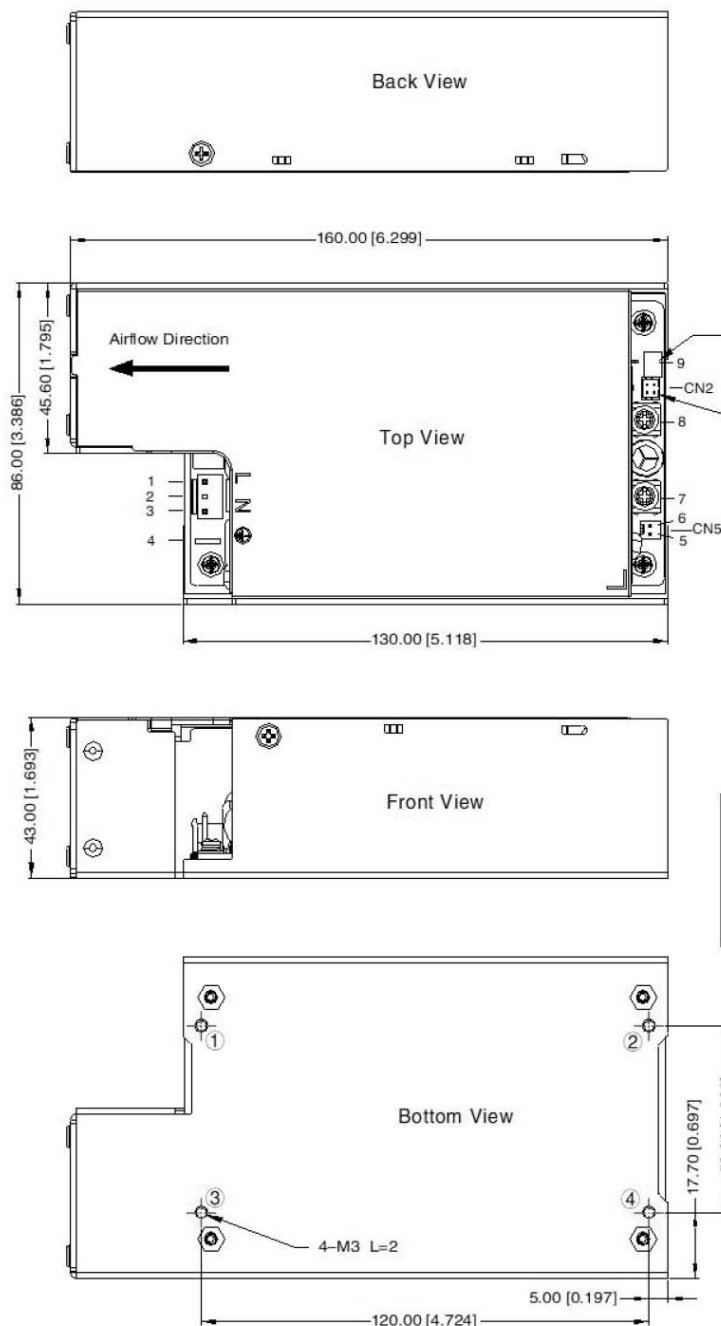 Back View
160.00 [6.299]
Airflow Direction
45.60 [1.795]
86.00 [3.386]
Top View
9
CN2
8
7
6
CN5
5
1
2
3
4
L
N
L
130.00 [5.118]
43.00 [1.693]
Front View
①
②
Bottom View
17.70 [0.697]
③
④
4-M3 L=2
5.00 [0.197]
120.00 [4.724]